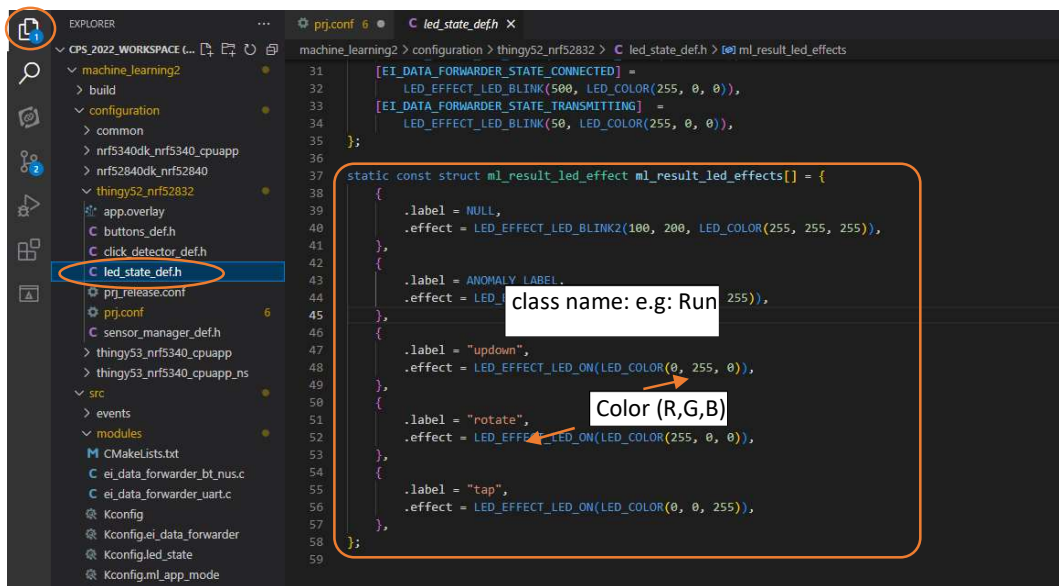 EXPLORER
CPS_2022_WORKSPACE (...
machine_learning2
build
configuration
common
nrf5340dk_nrf5340_cpuapp
nrf52840dk_nrf52840
thingy52_nrf52832
app.overlay
C buttons_def.h
C click_detector_def.h
C led_state_def.h
prj_release.conf
prj.conf 6
C sensor_manager_def.h
thingy53_nrf5340_cpuapp
thingy53_nrf5340_cpuapp_ns
src
events
modules
M CMakeLists.txt
C ei_data_forwarder_bt_nus.c
C ei_data_forwarder_uart.c
Kconfig
Kconfig.ei_data_forwarder
Kconfig.led_state
Kconfig.ml_app_mode
1
2
prj.conf 6
C led_state_def.h
machine_learning2 > configuration > thingy52_nrf52832 > C led_state_def.h > ml_result_led_effects
31 [EI_DATA_FORWARDER_STATE_CONNECTED] =
32 LED_EFFECT_LED_BLINK(500, LED_COLOR(255, 0, 0)),
33 [EI_DATA_FORWARDER_STATE_TRANSMITTING] =
34 LED_EFFECT_LED_BLINK(50, LED_COLOR(255, 0, 0)),
35 };
36
37 static const struct ml_result_led_effect ml_result_led_effects[] = {
38 {
39 .label = NULL,
40 .effect = LED_EFFECT_LED_BLINK2(100, 200, LED_COLOR(255, 255, 255)),
41 },
42 {
43 .label = ANOMALY_LABEL,
44 .effect = LED_ 255)),
class name: e.g: Run
45 },
46 {
47 .label = "updown",
48 .effect = LED_EFFECT_LED_ON(LED_COLOR(0, 255, 0)),
49 },
50 {
Color (R,G,B)
51 .label = "rotate",
52 .effect = LED_EFFECT_LED_ON(LED_COLOR(255, 0, 0)),
53 },
54 {
55 .label = "tap",
56 .effect = LED_EFFECT_LED_ON(LED_COLOR(0, 0, 255)),
57 },
58 };
59